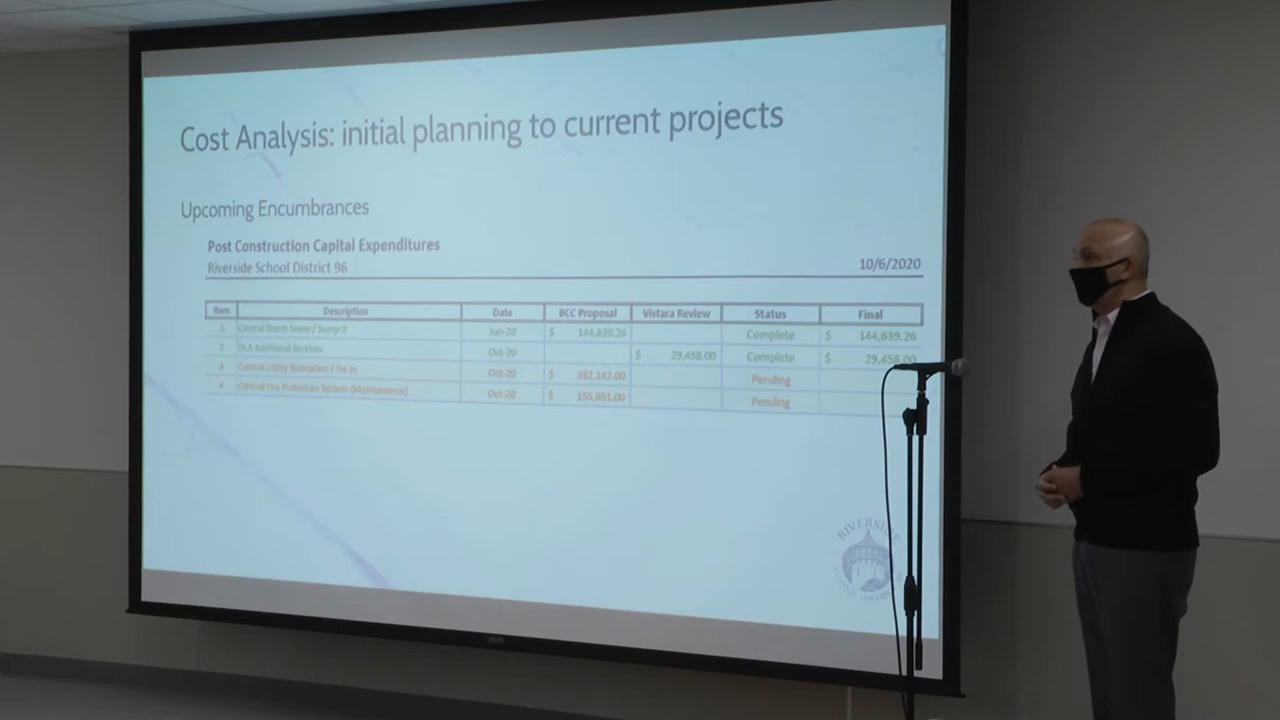 Cost Analysis: initial planning to current projects
Upcoming Encumbrances
Post Construction Capital Expenditures
Riverside School District 96 10/6/2020
Item Description Date BCC Proposal Vistara Review Status Final
1 Central Storm Sewer/ Sump It Jun-20 $ 144,639.26 Complete $ 144,639.26
2 DLA Additional Services Oct-20 $ 29,458.00 Complete $ 29,458.00
3 Central Utility Relocation / Tie In Oct-20 $ 382,142.00 Pending
4 Central Fire Protection System (Maintenance) Oct-20 $ 155,651.00 Pending
RIVERSIDE